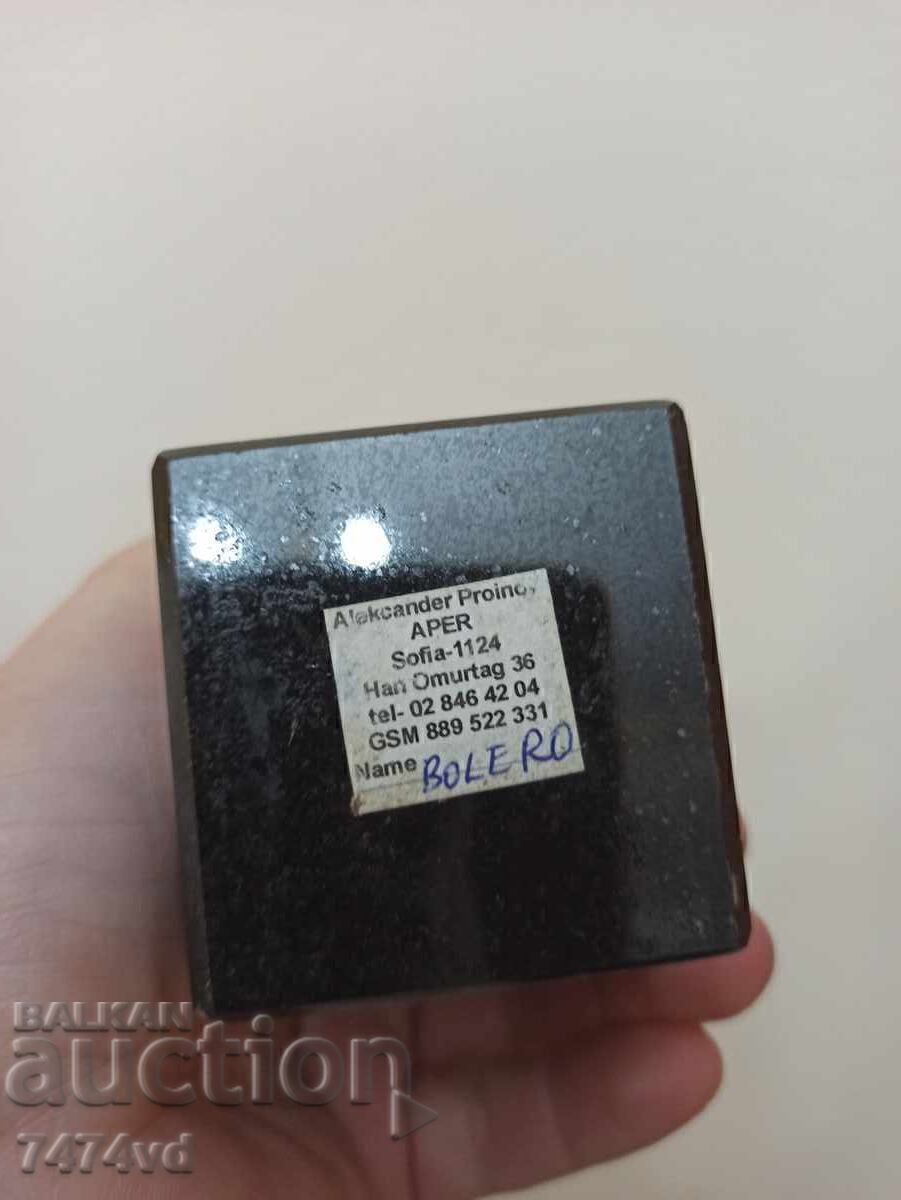 Aleksander Proinov
APER
Sofia-1124
Han Omurtag 36
tel- 02 846 42 04
GSM 889 522 331
Name BOLERO
BALKAN
auction
7474vd